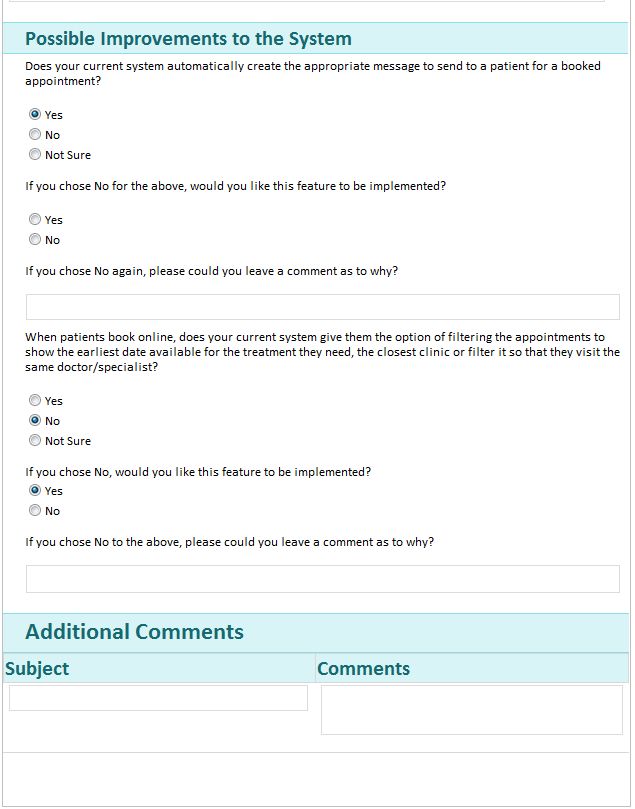 Possible Improvements to the System
Does your current system automatically create the appropriate message to send to a patient for a booked
appointment?
Yes
No
Not Sure
If you chose No for the above, would you like this feature to be implemented?
Yes
No
If you chose No again, please could you leave a comment as to why?
When patients book online, does your current system give them the option of filtering the appointments to
show the earliest date available for the treatment they need, the closest clinic or filter it so that they visit the
same doctor/specialist?
Yes
No
Not Sure
If you chose No, would you like this feature to be implemented?
Yes
No
If you chose No to the above, please could you leave a comment as to why?
Additional Comments
Subject Comments